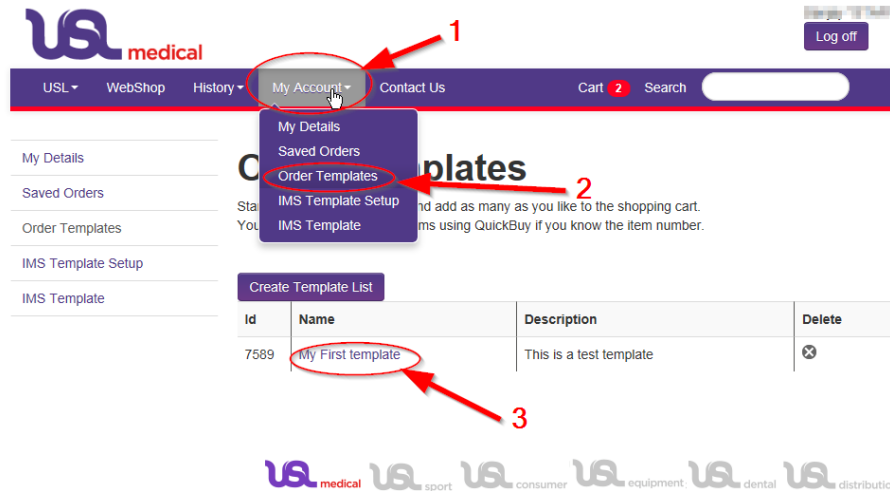 USL medical
Log off
USL WebShop History My Account Contact Us Cart 2 Search
1
My Details
Saved Orders
Order Templates
IMS Template Setup
IMS Template
2
My Details
Saved Orders
Order Templates
IMS Template Setup
IMS Template
plates
nd add as many as you like to the shopping cart.
ms using QuickBuy if you know the item number.
Create Template List
Id Name Description Delete
7589 My First template This is a test template
3
USL medical USL sport USL consumer USL equipment USL dental USL distributio